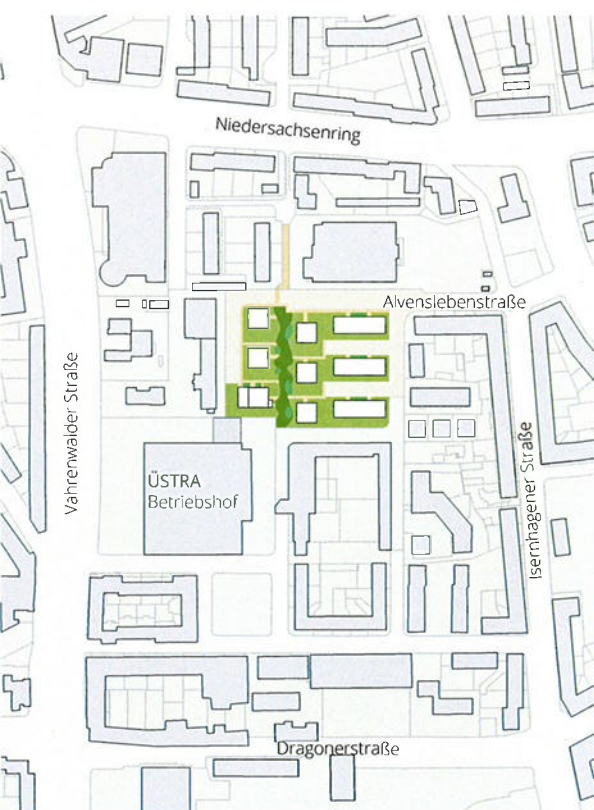 Niedersachsenring
Alvenslebenstraße
Vahrenwalder Straße
ÜSTRA
Betriebshof
Isernhagener Straße
Dragonerstraße